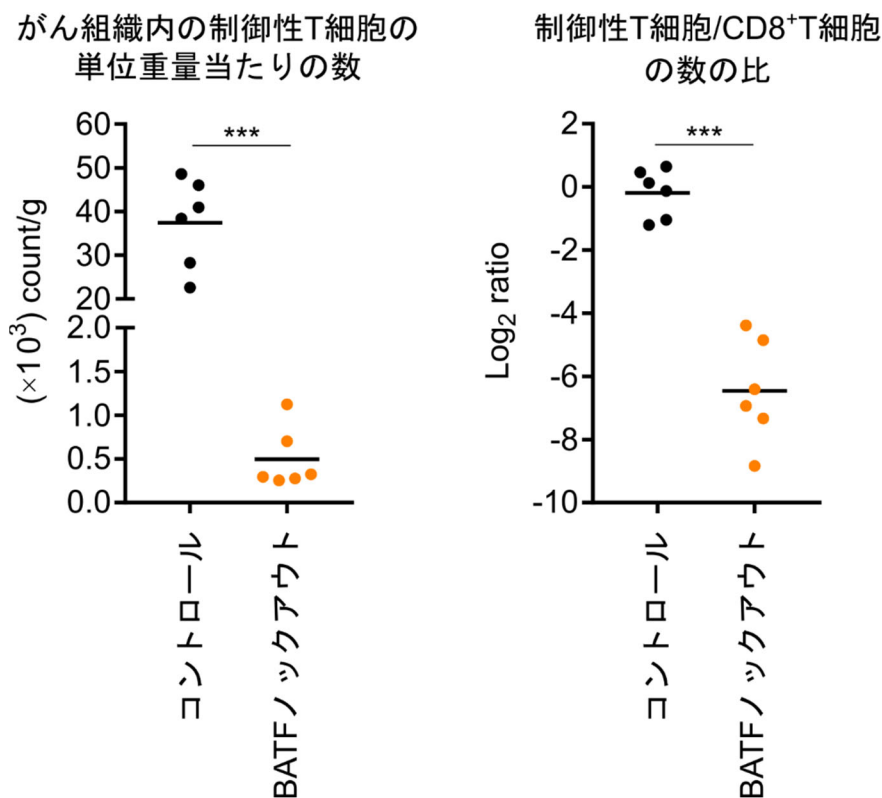 がん組織内の制御性T細胞の
単位重量当たりの数
(×10³) count/g
60
50
40
30
20
2.0
1.5
1.0
0.5
0.0
***
コントロール
BATFノックアウト
制御性T細胞/CD8⁺T細胞
の数の比
Log₂ ratio
2
0
-2
-4
-6
-8
-10
***
コントロール
BATFノックアウト